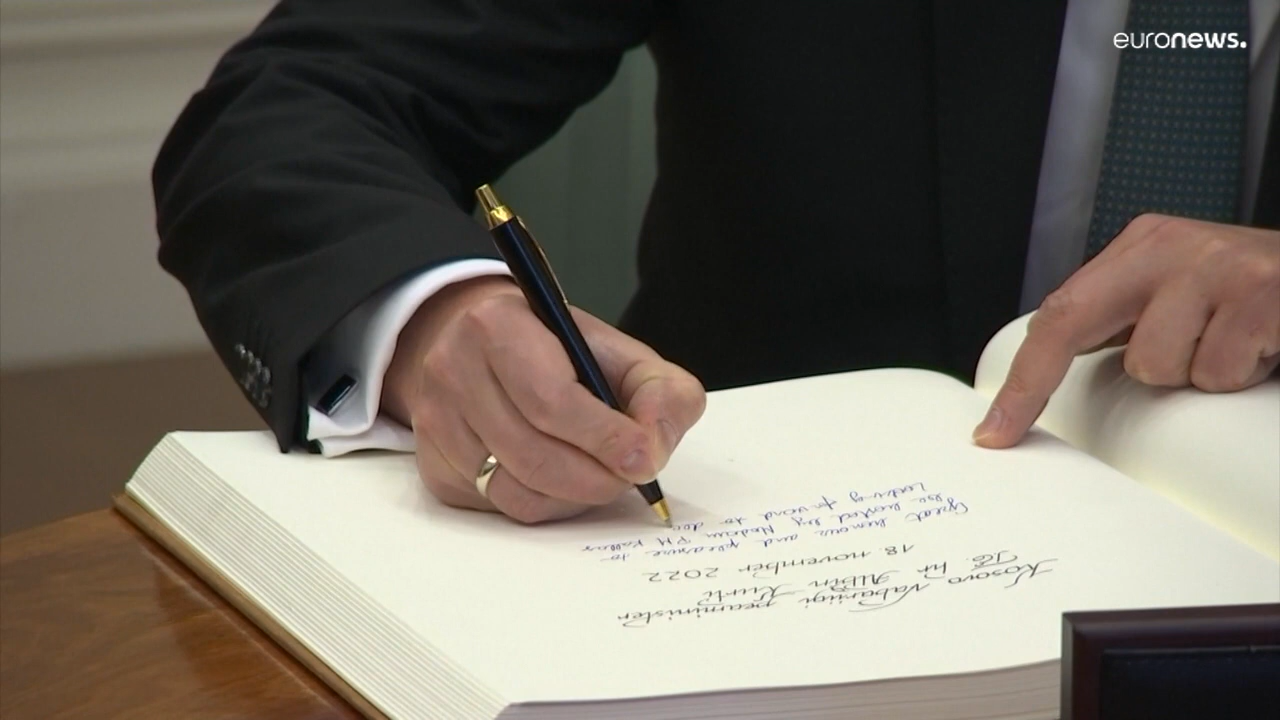 euronews.
Kosovo Vabariigi peaminister
T.E. hr Albin Kurti
18. november 2022
Great honour and pleasure to
be hosted by Madam PM Kallas
Looking forward to dee